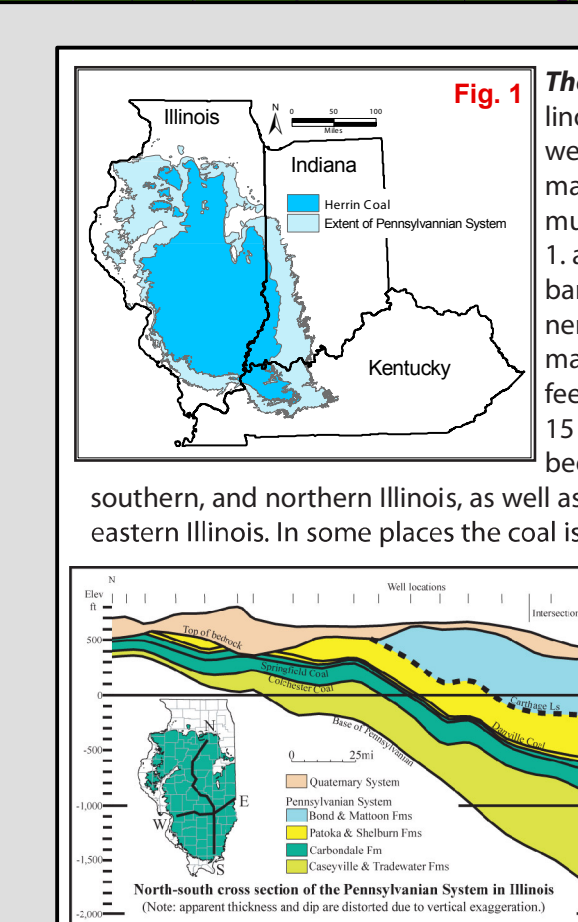 Fig. 1
Illinois
N
0 50 100
Miles
Indiana
Herrin Coal
Extent of Pennsylvannian System
Kentucky
southern, and northern Illinois, as well as
eastern Illinois. In some places the coal is
N
Elev
ft
Well locations
Intersection
500
0
-500
-1,000
-1,500
-2,000
Top of bedrock
Springfield Coal
Colchester Coal
Base of Pennsylvanian
Carthage Ls.
Danville Coal
N
E
W
S
0 25mi
Quaternary System
Pennsylvanian System
Bond & Mattoon Fms
Patoka & Shelburn Fms
Carbondale Fm
Caseyville & Tradewater Fms
North-south cross section of the Pennsylvanian System in Illinois
(Note: apparent thickness and dip are distorted due to vertical exaggeration.)